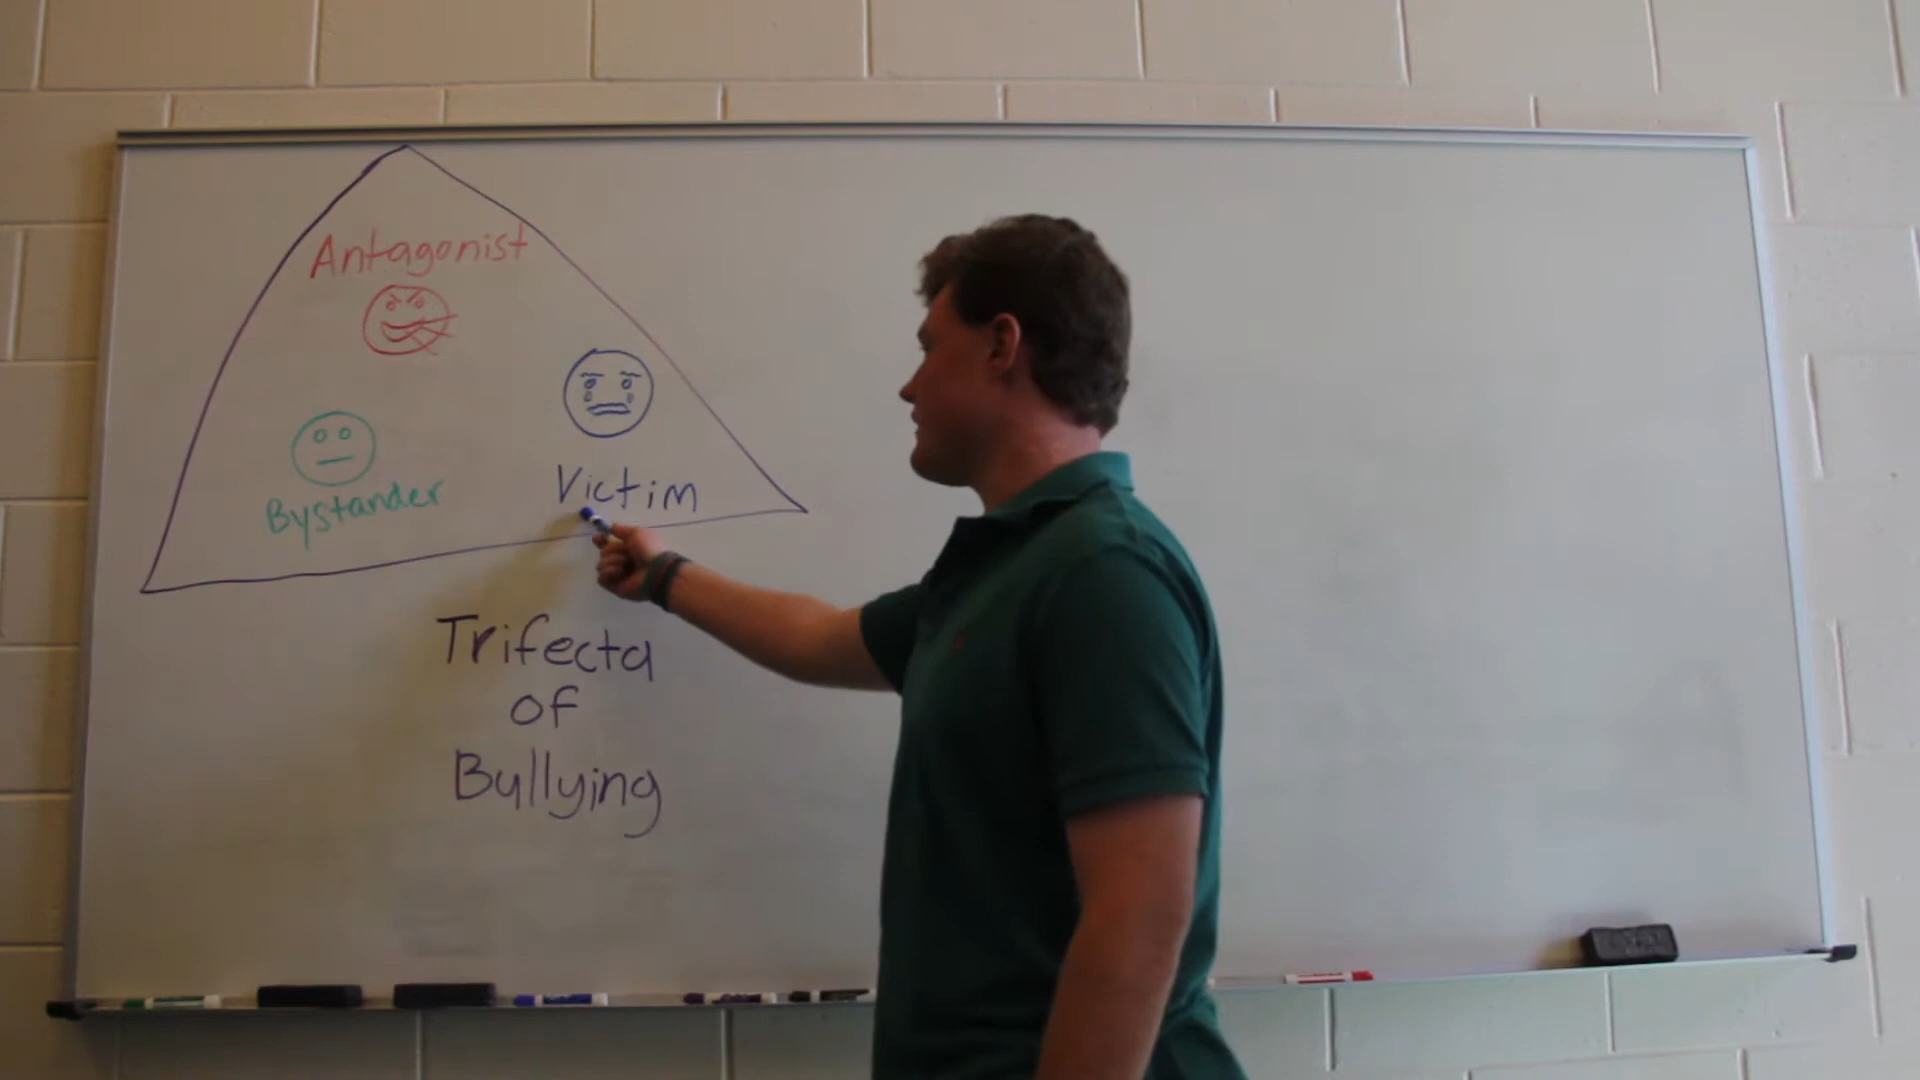 Antagonist
Bystander
Victim
Trifecta
of
Bullying